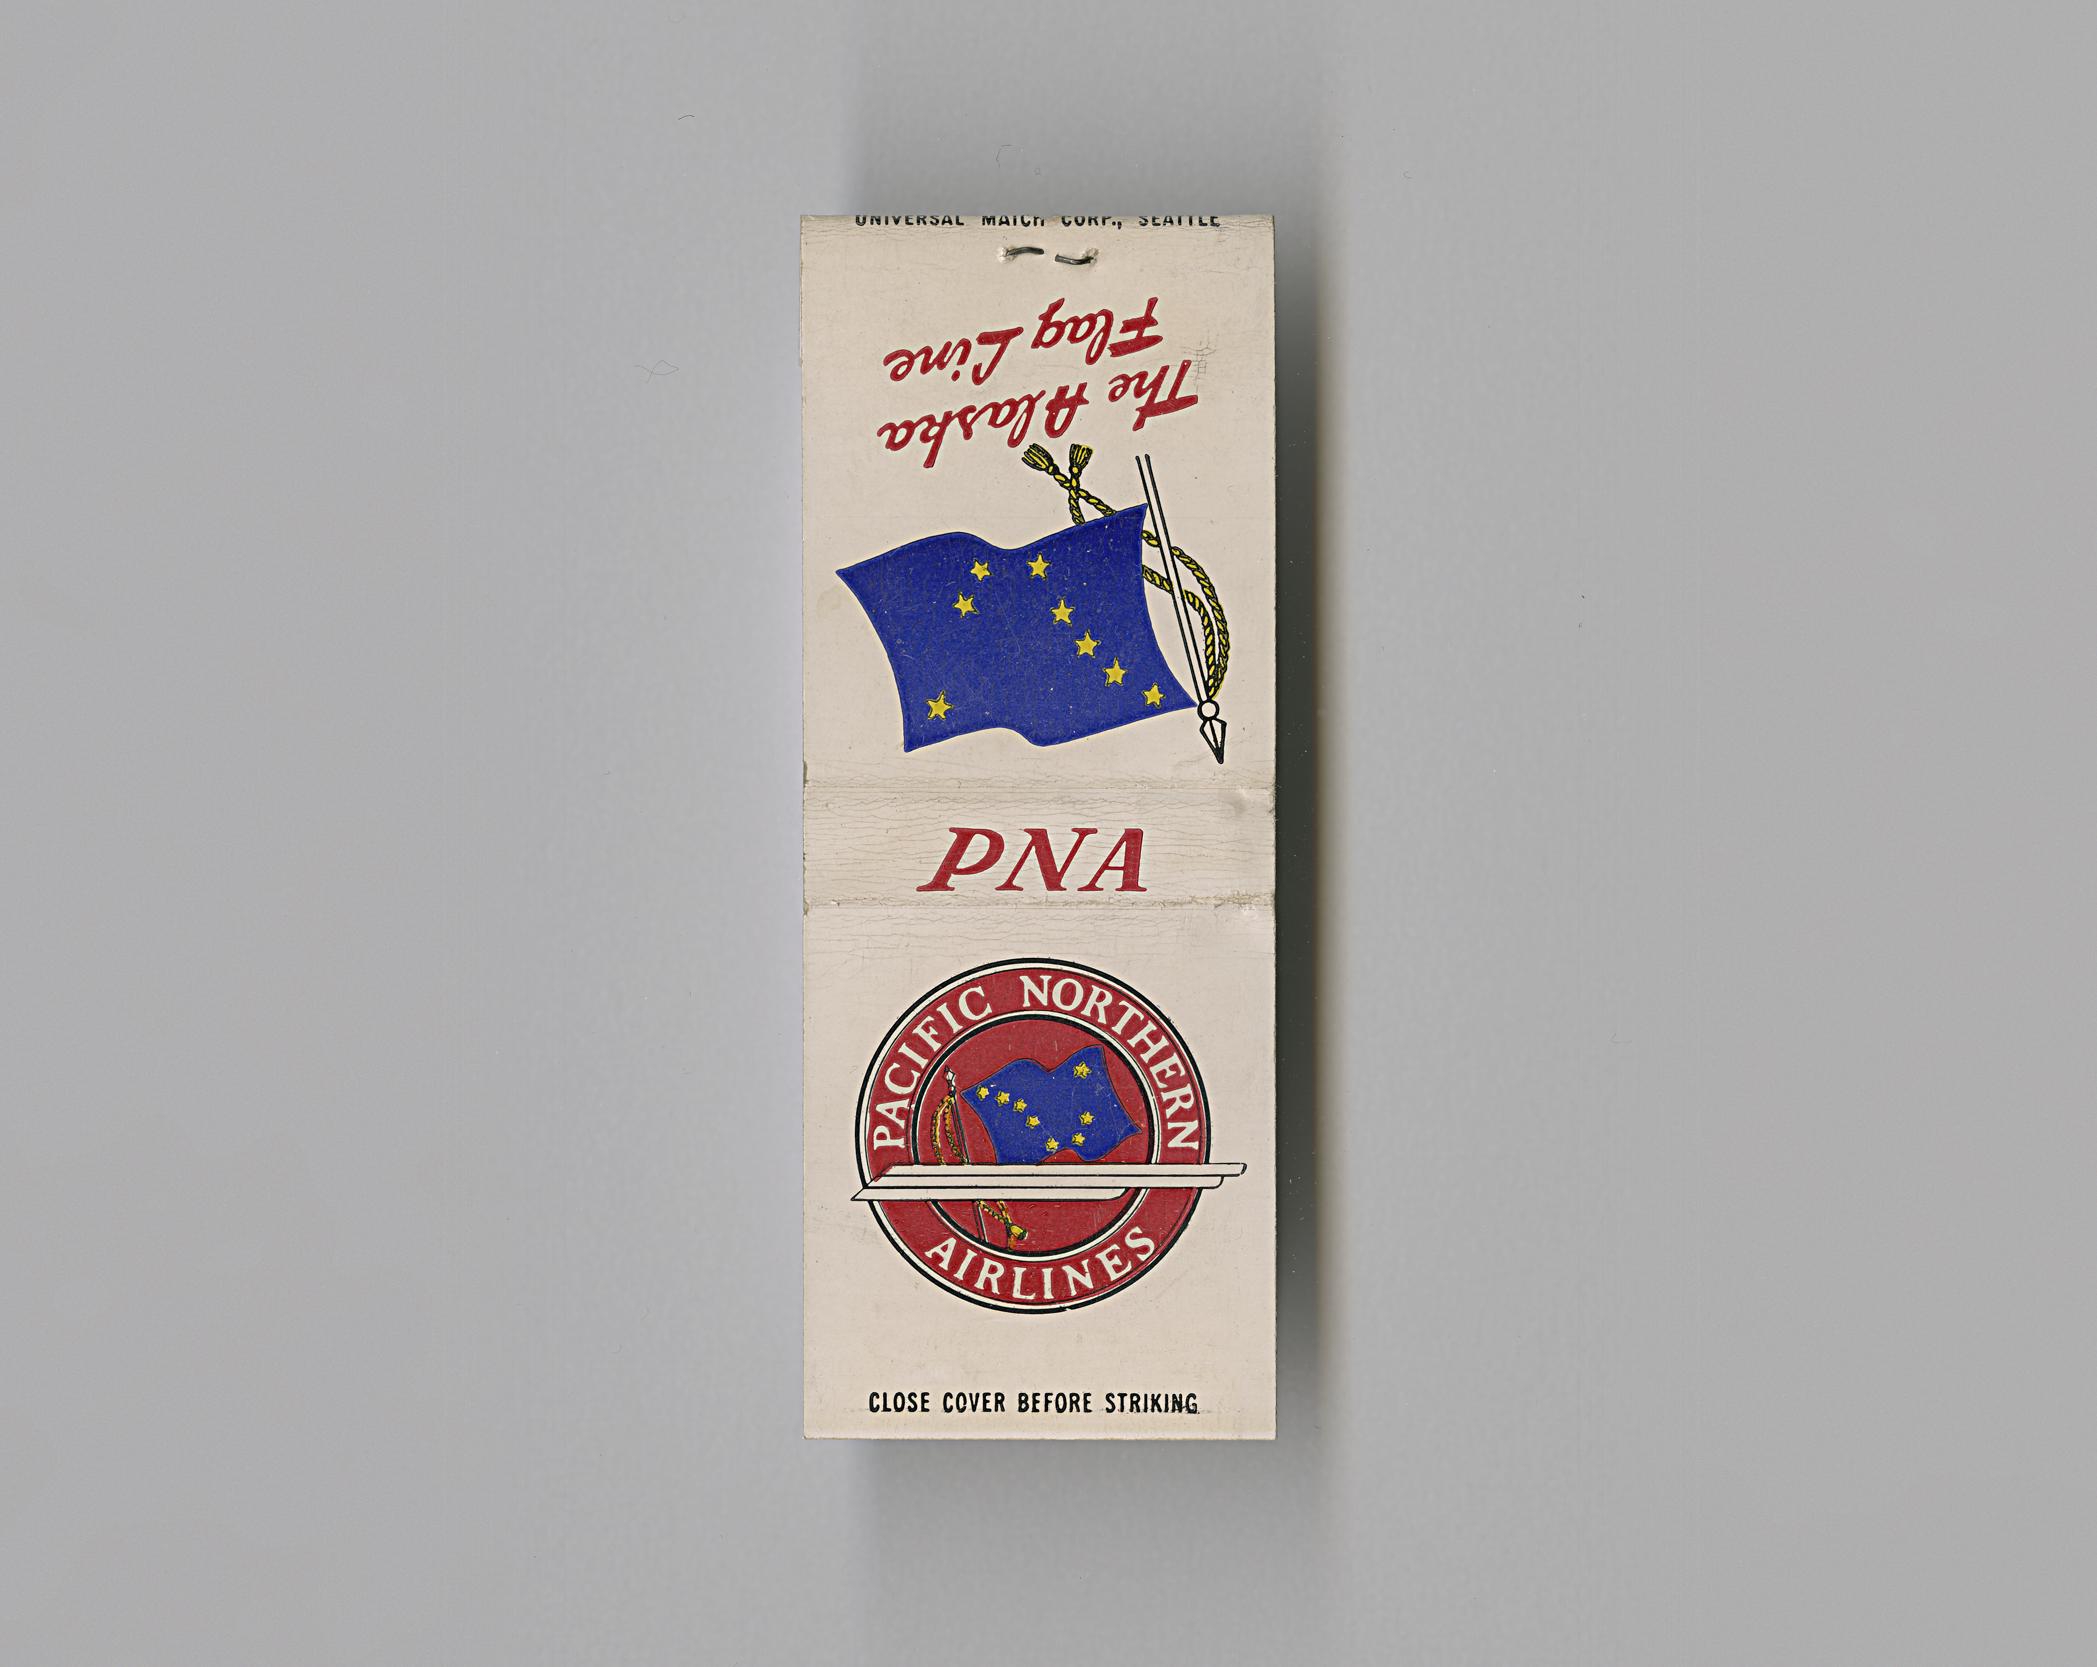 UNIVERSAL MATCH CORP., SEATTLE
The Alaska
Flag Line
PNA
PACIFIC NORTHERN
AIRLINES
CLOSE COVER BEFORE STRIKING